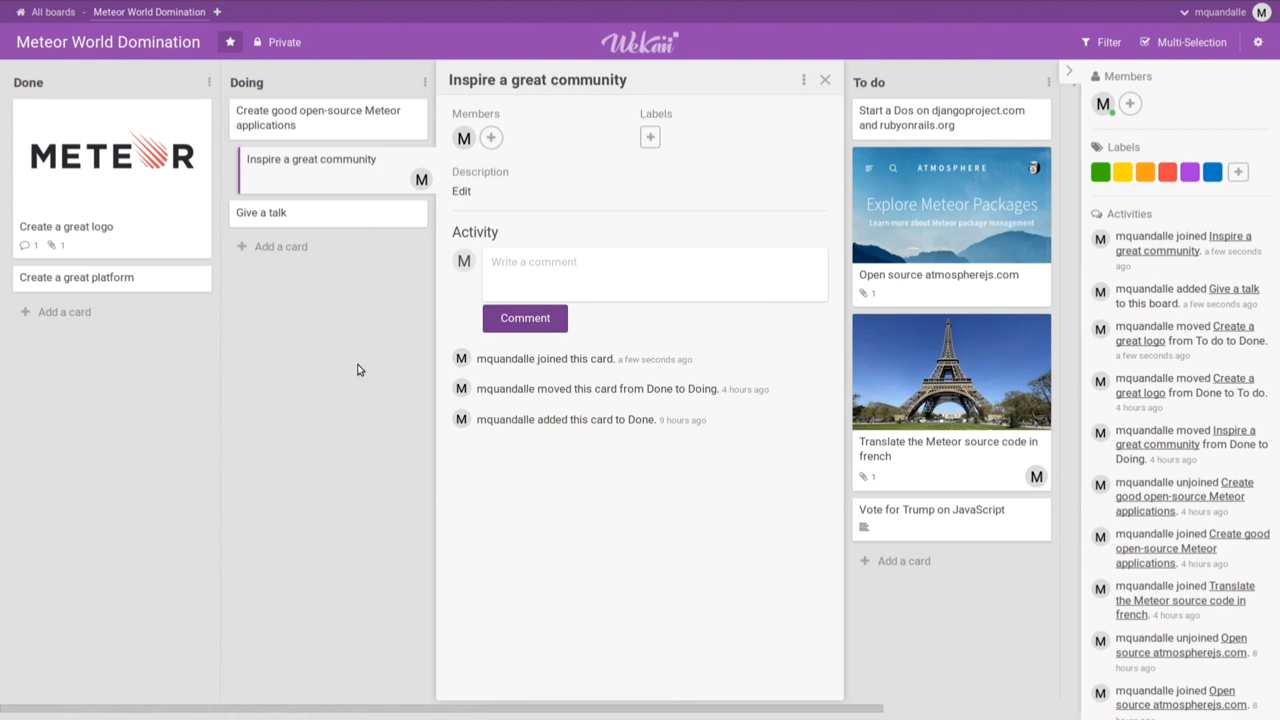 All boards - Meteor World Domination
mquandalle M
Meteor World Domination
Private
Wekan
Filter
Multi-Selection
Done
METEOR
Create a great logo
1 1
Create a great platform
Add a card
Doing
Create good open-source Meteor
applications
Inspire a great community
M
Give a talk
Add a card
Inspire a great community
Members
Labels
M
Description
Edit
Activity
M
Write a comment
Comment
M mquandalle joined this card. a few seconds ago
M mquandalle moved this card from Done to Doing. 4 hours ago
M mquandalle added this card to Done. 9 hours ago
To do
Start a Dos on djangoproject.com
and rubyonrails.org
ATMOSPHERE
Explore Meteor Packages
Learn more about Meteor package management
Open source atmospherejs.com
1
Translate the Meteor source code in
french
1
M
Vote for Trump on JavaScript
Add a card
Members
M
Labels
Activities
M mquandalle joined Inspire a
great community. a few seconds
ago
M mquandalle added Give a talk
to this board. a few seconds ago
M mquandalle moved Create a
great logo from To do to Done.
a few seconds ago
M mquandalle moved Create a
great logo from Done to To do.
4 hours ago
M mquandalle moved Inspire a
great community from Done to
Doing. 4 hours ago
M mquandalle unjoined Create
good open-source Meteor
applications. 4 hours ago
M mquandalle joined Create good
open-source Meteor
applications. 4 hours ago
M mquandalle joined Translate
the Meteor source code in
french. 4 hours ago
M mquandalle unjoined Open
source atmospherejs.com. 8
hours ago
M mquandalle joined Open
source atmospherejs.com. 8